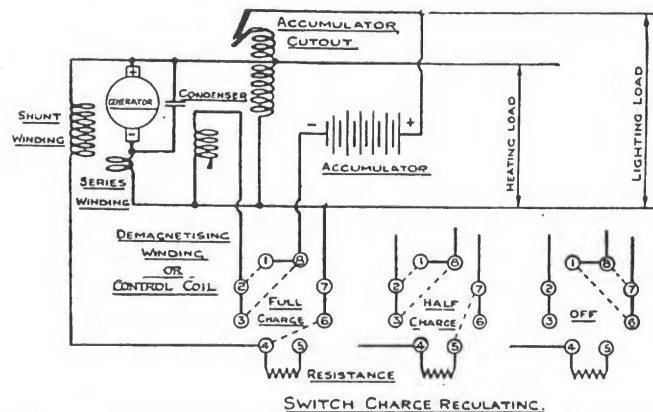 ACCUMULATOR
CUTOUT
+
GENERATOR
-
CONDENSER
SHUNT
WINDING
SERIES
WINDING
- +
ACCUMULATOR
HEATING LOAD
LIGHTING LOAD
DEMAGNETISING
WINDING
OR
CONTROL COIL
1 8
2 7
3 6
4 5
FULL
CHARGE
1 8
2 7
3 6
4 5
HALF
CHARGE
1 8
2 7
3 6
4 5
OFF
RESISTANCE
SWITCH CHARGE REGULATING.